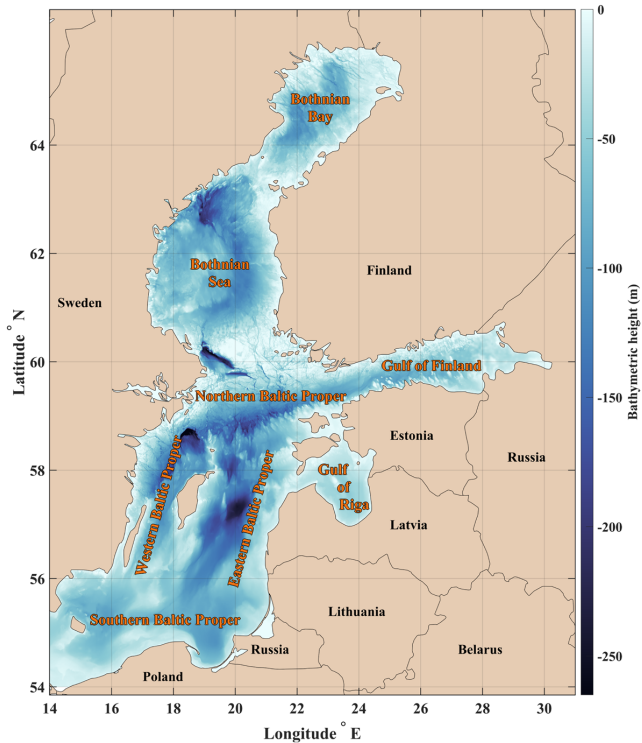 0
Bothnian
Bay
64
-50
62
Bothnian
Sea
Finland
-100
Sweden
Latitude ° N
Bathymetric height (m)
60
Gulf of Finland
Northern Baltic Proper
-150
Estonia
Russia
58
Western Baltic Proper
Eastern Baltic Proper
Gulf
of
Riga
Latvia
-200
56
Southern Baltic Proper
Lithuania
Russia
Belarus
Poland
-250
54
14 16 18 20 22 24 26 28 30
Longitude ° E